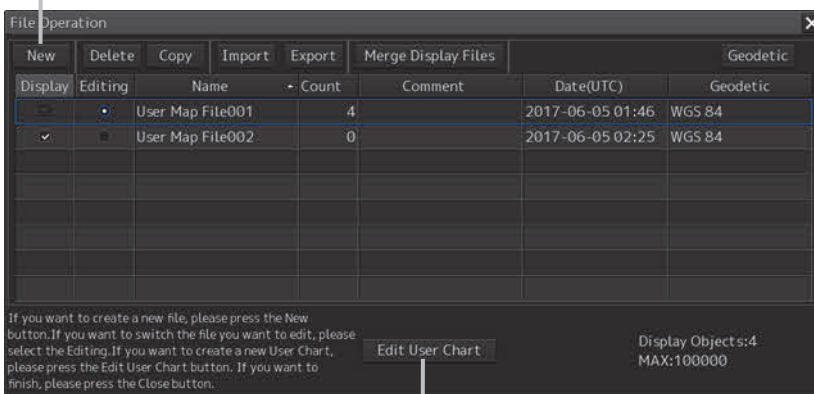 File Operation
New Delete Copy Import Export Merge Display Files Geodetic
Display Editing Name Count Comment Date(UTC) Geodetic
User Map File001 4 2017-06-05 01:46 WGS 84
User Map File002 0 2017-06-05 02:25 WGS 84
If you want to create a new file, please press the New
button.If you want to switch the file you want to edit, please
select the Editing.If you want to create a new User Chart,
please press the Edit User Chart button. If you want to
finish, please press the Close button.
Edit User Chart
Display Objects:4
MAX:100000